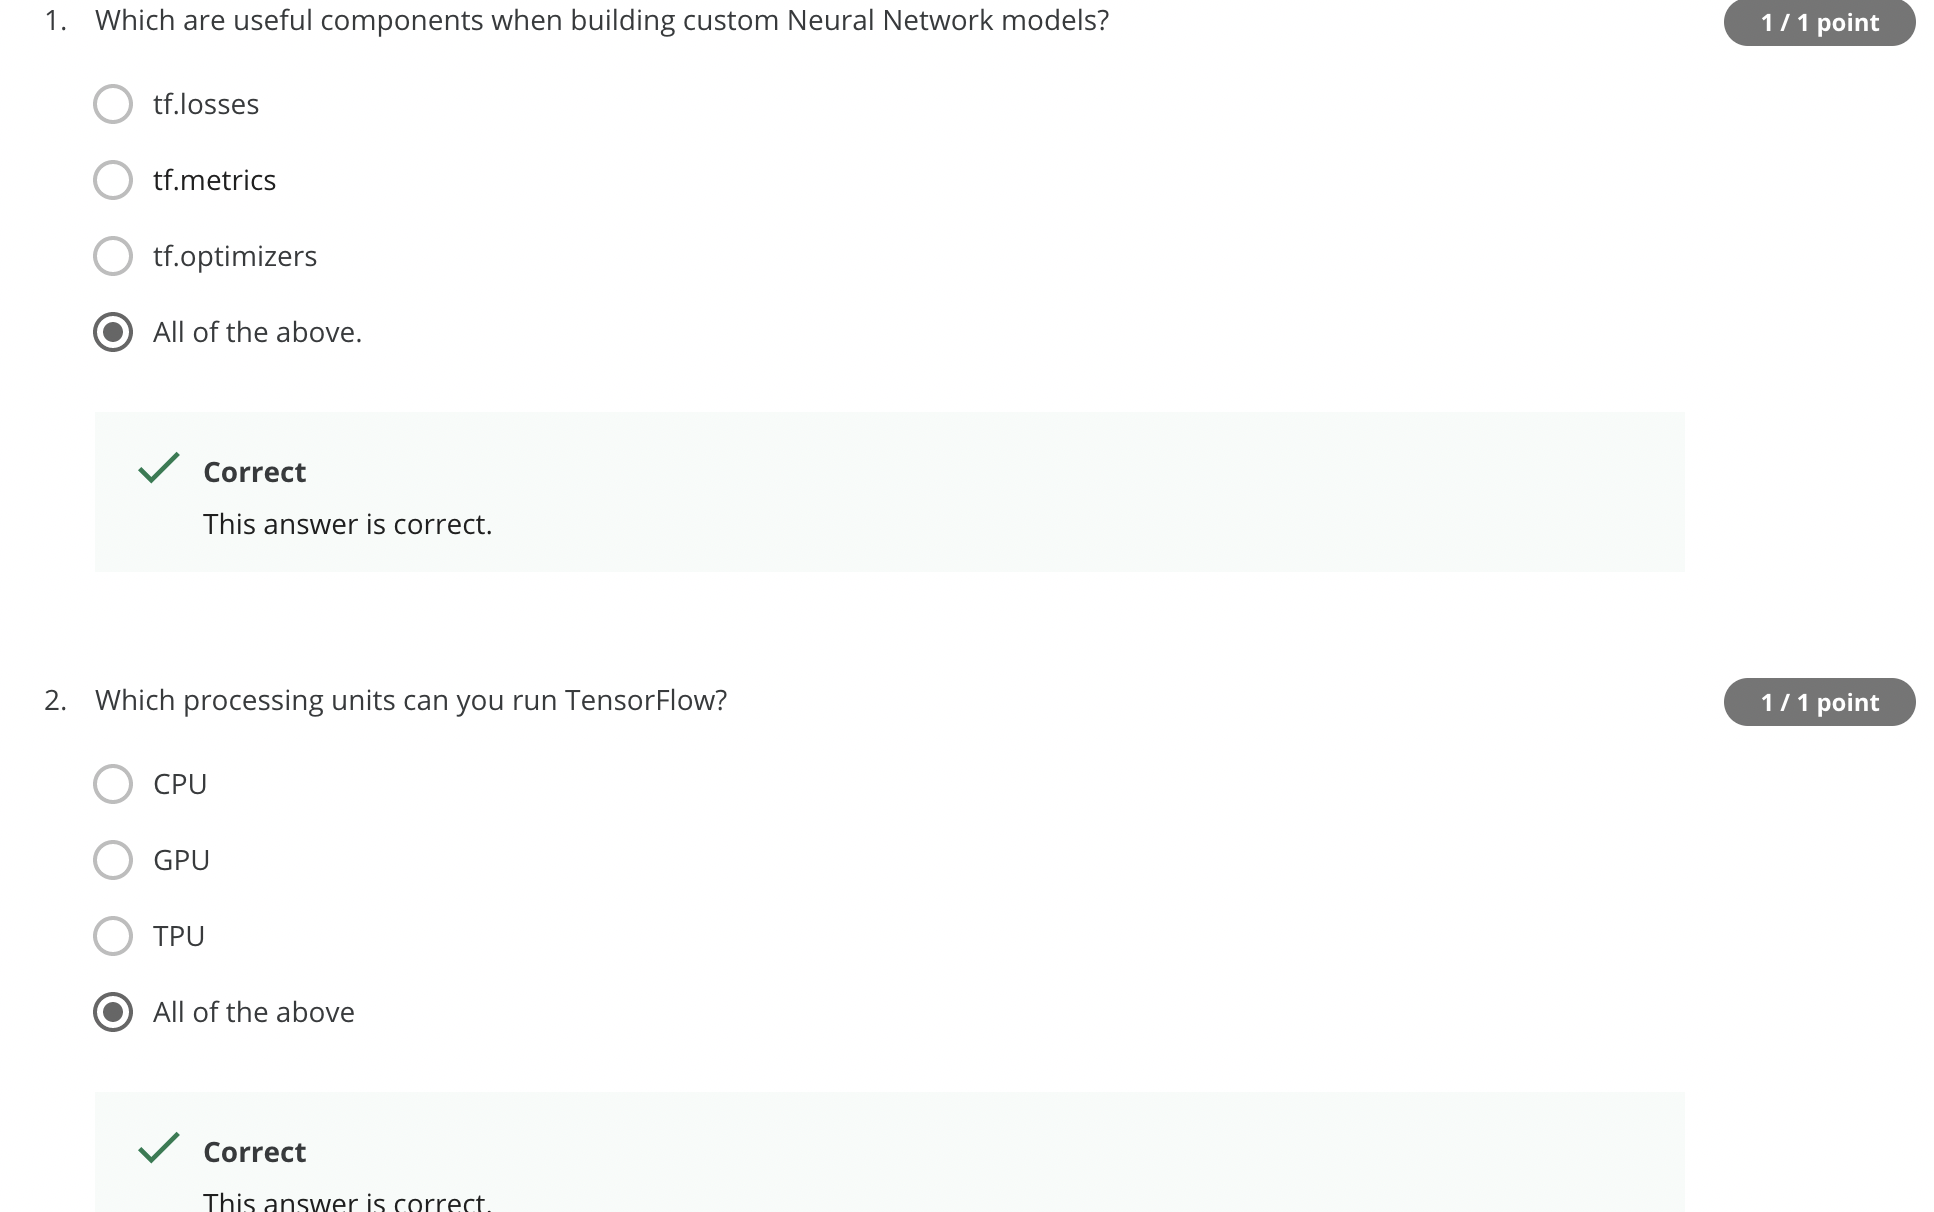 1. Which are useful components when building custom Neural Network models?
1 / 1 point
tf.losses
tf.metrics
tf.optimizers
All of the above.
Correct
This answer is correct.
2. Which processing units can you run TensorFlow?
1 / 1 point
CPU
GPU
TPU
All of the above
Correct
This answer is correct.